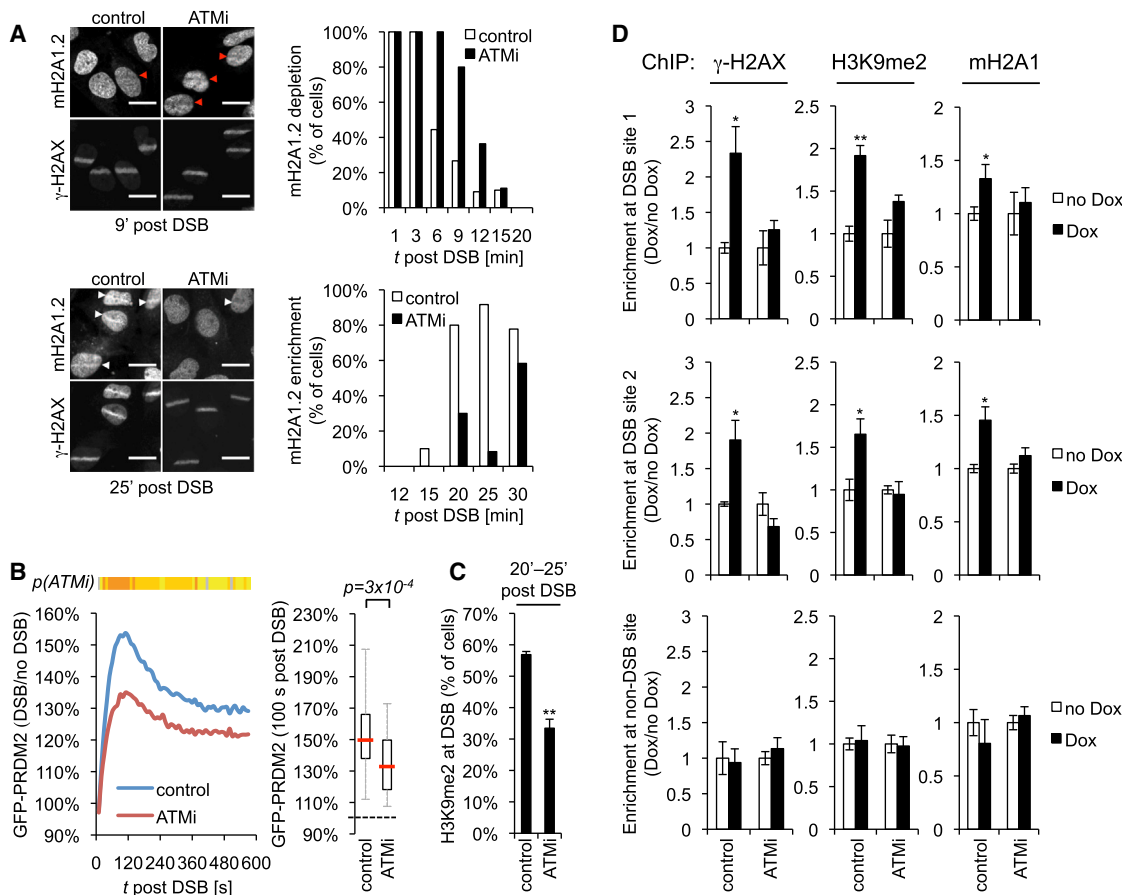 A
control
ATMi
mH2A1.2
γ-H2AX
9' post DSB
mH2A1.2 depletion
(% of cells)
100%
80%
60%
40%
20%
0%
control
ATMi
1 3 6 9 12 15 20
t post DSB [min]
control
ATMi
mH2A1.2
γ-H2AX
25' post DSB
mH2A1.2 enrichment
(% of cells)
100%
80%
60%
40%
20%
0%
control
ATMi
12 15 20 25 30
t post DSB [min]
B
p(ATMi)
GFP-PRDM2 (DSB/no DSB)
160%
150%
140%
130%
120%
110%
100%
90%
control
ATMi
0 120 240 360 480 600
t post DSB [s]
p=3x10-4
GFP-PRDM2 (100 s post DSB)
230%
210%
190%
170%
150%
130%
110%
90%
control
ATMi
C
20'–25'
post DSB
H3K9me2 at DSB (% of cells)
70%
60%
50%
40%
30%
20%
10%
0%
**
control
ATMi
D
ChIP:
γ-H2AX
H3K9me2
mH2A1
Enrichment at DSB site 1
(Dox/no Dox)
3
2.5
2
1.5
1
0.5
0
*
2.5
2
1.5
1
0.5
0
**
2
1.5
1
0.5
0
*
no Dox
Dox
Enrichment at DSB site 2
(Dox/no Dox)
3
2.5
2
1.5
1
0.5
0
*
3
2.5
2
1.5
1
0.5
0
*
2
1.5
1
0.5
0
*
no Dox
Dox
Enrichment at non-DSB site
(Dox/no Dox)
3
2.5
2
1.5
1
0.5
0
control
ATMi
2.5
2
1.5
1
0.5
0
control
ATMi
2
1.5
1
0.5
0
control
ATMi
no Dox
Dox